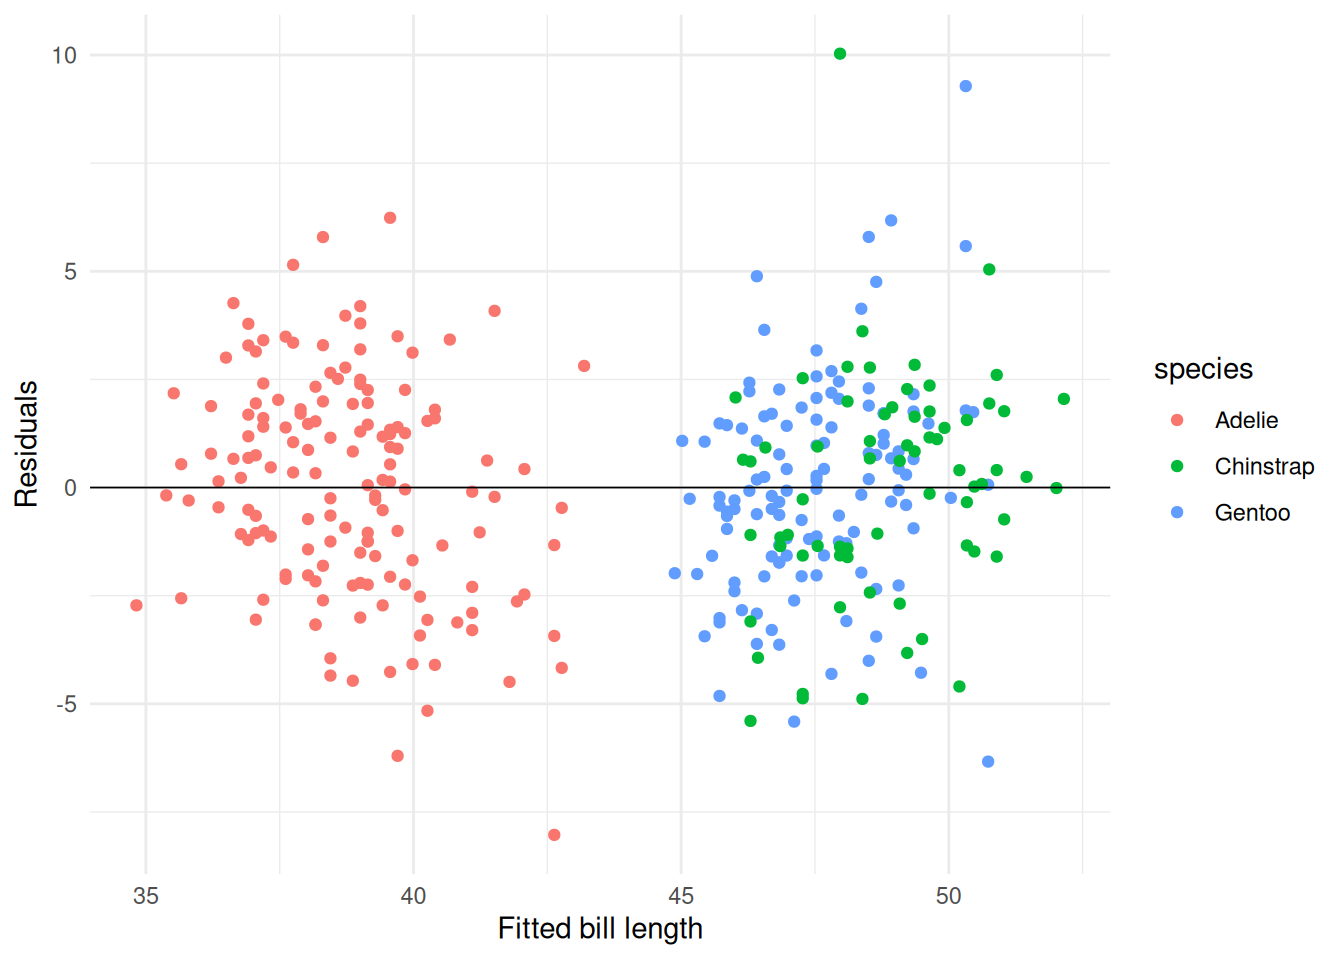 10
5
0
-5
35
40
45
50
Fitted bill length
Residuals
species
Adelie
Chinstrap
Gentoo